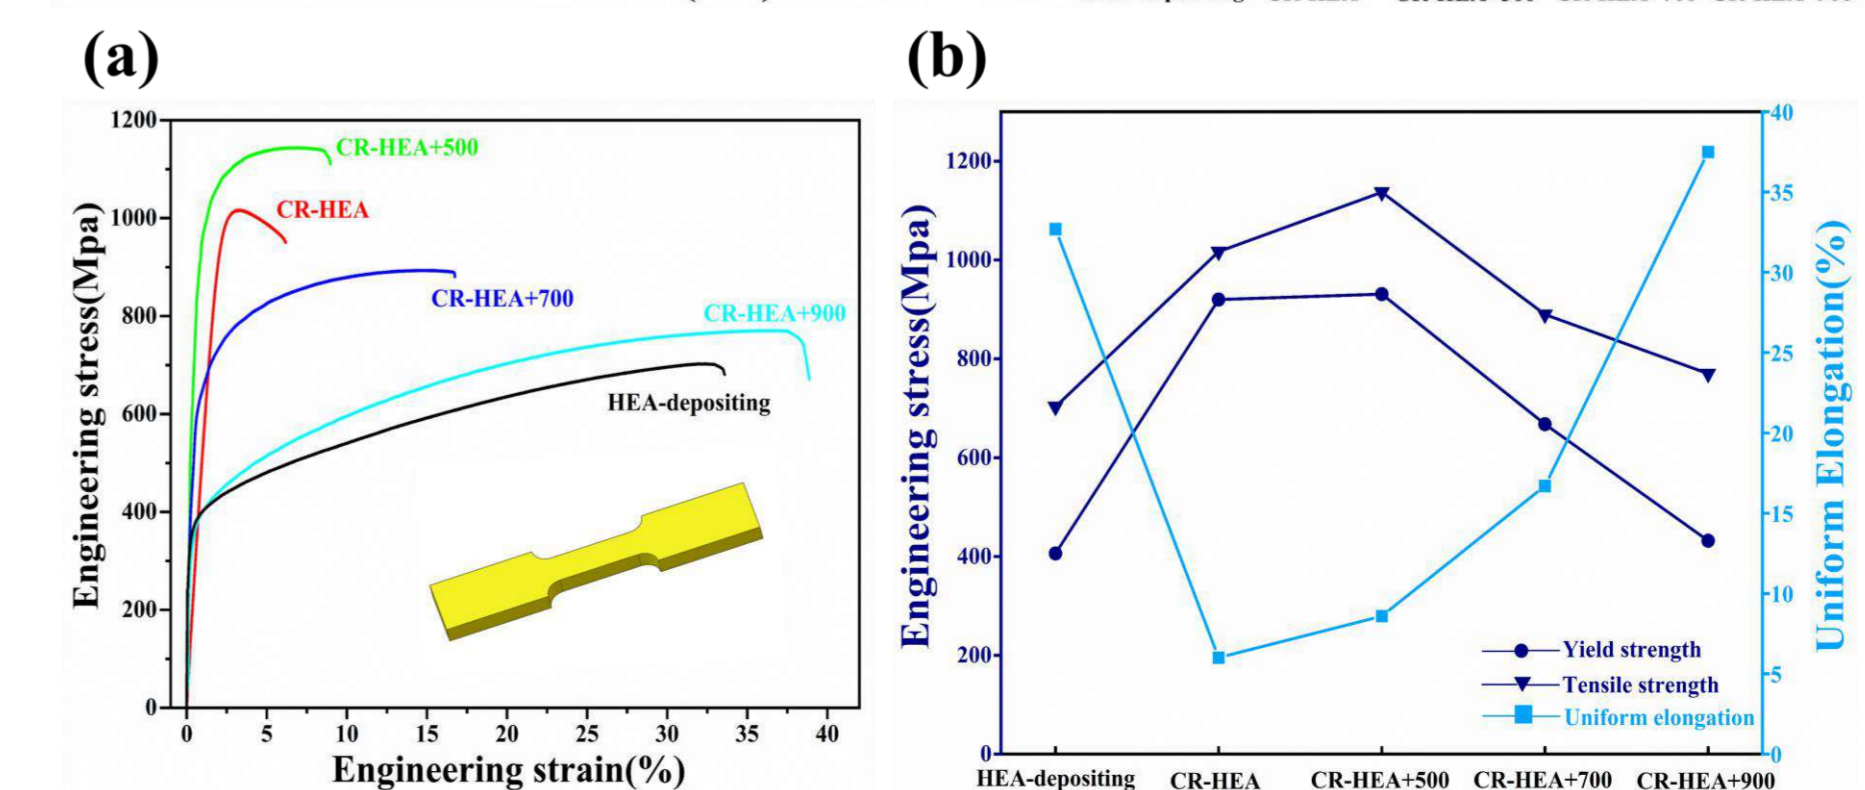 (a)
(b)
1200
1000
800
600
400
200
0
0 5 10 15 20 25 30 35 40
Engineering stress(Mpa)
Engineering strain(%)
CR-HEA+500
CR-HEA
CR-HEA+700
CR-HEA+900
HEA-depositing
1200
1000
800
600
400
200
0
Engineering stress(Mpa)
40
35
30
25
20
15
10
5
0
Uniform Elongation(%)
Yield strength
Tensile strength
Uniform elongation
HEA-depositing CR-HEA CR-HEA+500 CR-HEA+700 CR-HEA+900